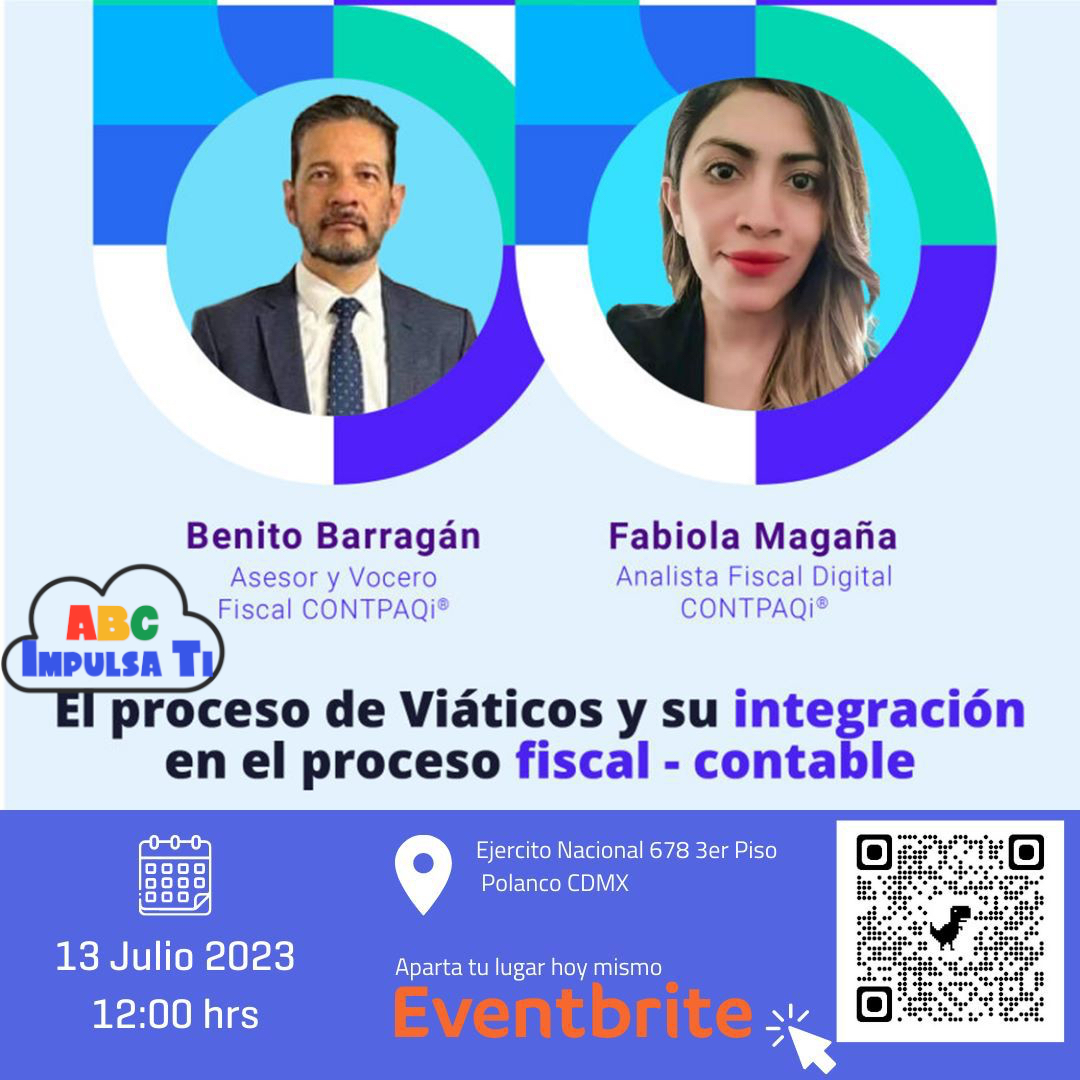 Benito Barragán
Asesor y Vocero
Fiscal CONTPAQi®
Fabiola Magaña
Analista Fiscal Digital
CONTPAQi®
ABC
IMPULSA TI
El proceso de Viáticos y su integración
en el proceso fiscal - contable
13 Julio 2023
12:00 hrs
Ejercito Nacional 678 3er Piso
Polanco CDMX
Aparta tu lugar hoy mismo
Eventbrite